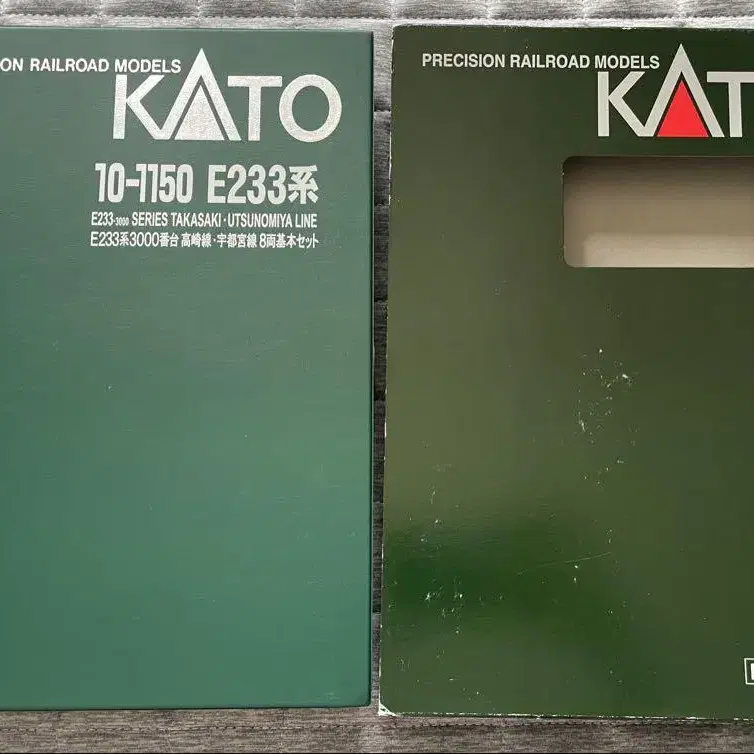 ON RAILROAD MODELS
KATO
10-1150 E233系
E233-3000 SERIES TAKASAKI・UTSUNOMIYA LINE
E233系3000番台 高崎線・宇都宮線 8両基本セット
PRECISION RAILROAD MODELS
KAT